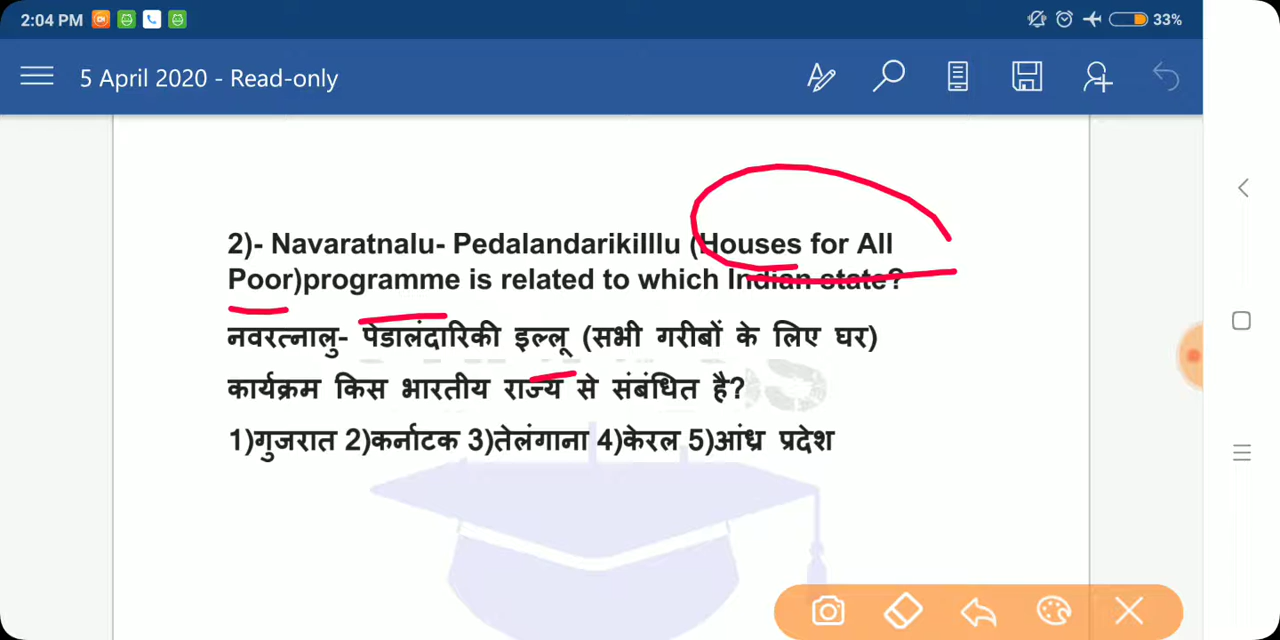 2:04 PM 33%
5 April 2020 - Read-only
2)- Navaratnalu- Pedalandarikilllu (Houses for All
Poor)programme is related to which Indian state?
नवरत्नालु- पेडालंदारिकी इल्लू (सभी गरीबों के लिए घर)
कार्यक्रम किस भारतीय राज्य से संबंधित है?
1)गुजरात 2)कर्नाटक 3)तेलंगाना 4)केरल 5)आंध्र प्रदेश